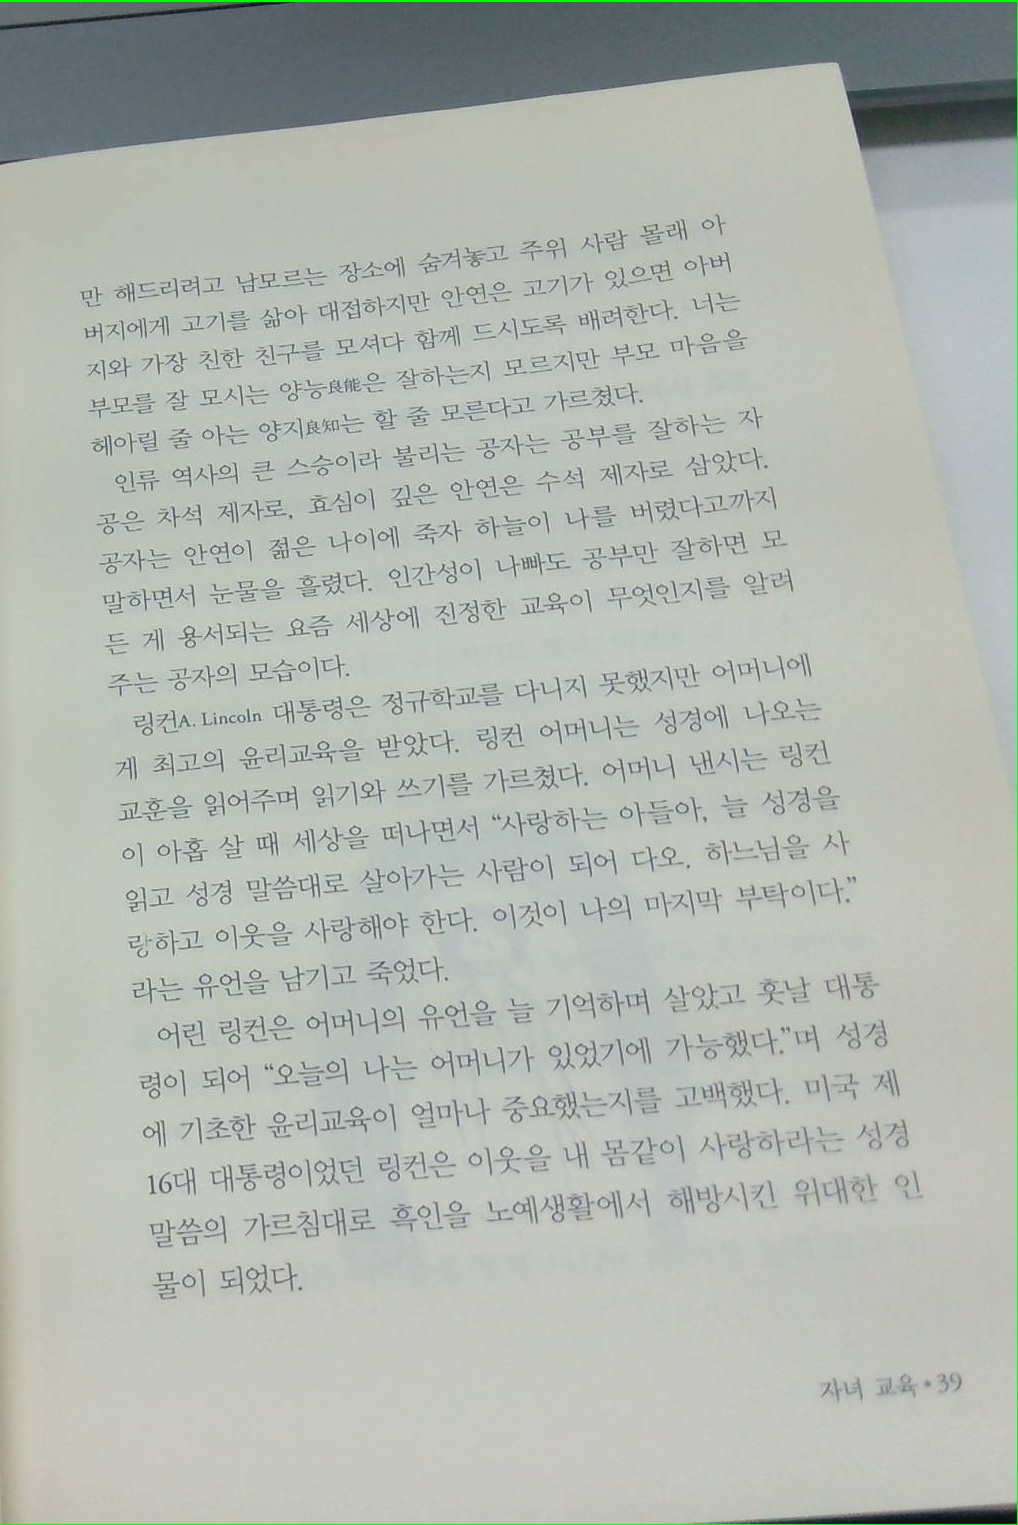 만 해드리려고 남모르는 장소에 숨겨놓고 주위 사람 몰래 아
버지에게 고기를 삶아 대접하지만 안연은 고기가 있으면 아버
지와 가장 친한 친구를 모셔다 함께 드시도록 배려한다. 너는
부모를 잘 모시는 양능良能은 잘하는지 모르지만 부모 마음을
헤아릴 줄 아는 양지良知는 할 줄 모른다고 가르쳤다.
인류 역사의 큰 스승이라 불리는 공자는 공부를 잘하는 자
공은 차석 제자로, 효심이 깊은 안연은 수석 제자로 삼았다.
공자는 안연이 젊은 나이에 죽자 하늘이 나를 버렸다고까지
말하면서 눈물을 흘렸다. 인간성이 나빠도 공부만 잘하면 모
든 게 용서되는 요즘 세상에 진정한 교육이 무엇인지를 알려
주는 공자의 모습이다.
링컨A. Lincoln 대통령은 정규학교를 다니지 못했지만 어머니에
게 최고의 윤리교육을 받았다. 링컨 어머니는 성경에 나오는
교훈을 읽어주며 읽기와 쓰기를 가르쳤다. 어머니 낸시는 링컨
이 아홉 살 때 세상을 떠나면서 “사랑하는 아들아, 늘 성경을
읽고 성경 말씀대로 살아가는 사람이 되어 다오. 하느님을 사
랑하고 이웃을 사랑해야 한다. 이것이 나의 마지막 부탁이다.”
라는 유언을 남기고 죽었다.
어린 링컨은 어머니의 유언을 늘 기억하며 살았고 훗날 대통
령이 되어 “오늘의 나는 어머니가 있었기에 가능했다.”며 성경
에 기초한 윤리교육이 얼마나 중요했는지를 고백했다. 미국 제
16대 대통령이었던 링컨은 이웃을 내 몸같이 사랑하라는 성경
말씀의 가르침대로 흑인을 노예생활에서 해방시킨 위대한 인
물이 되었다.
자녀 교육•39